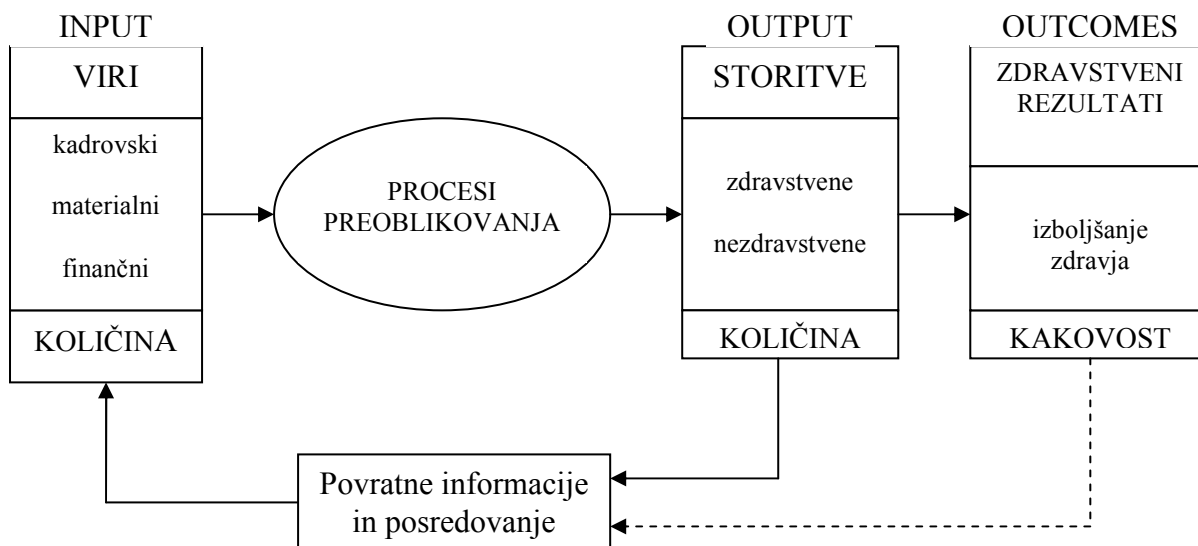 INPUT
VIRI
kadrovski
materialni
finančni
KOLIČINA
PROCESI
PREOBLIKOVANJA
OUTPUT
STORITVE
zdravstvene
nezdravstvene
KOLIČINA
OUTCOMES
ZDRAVSTVENI
REZULTATI
izboljšanje
zdravja
KAKOVOST
Povratne informacije
in posredovanje